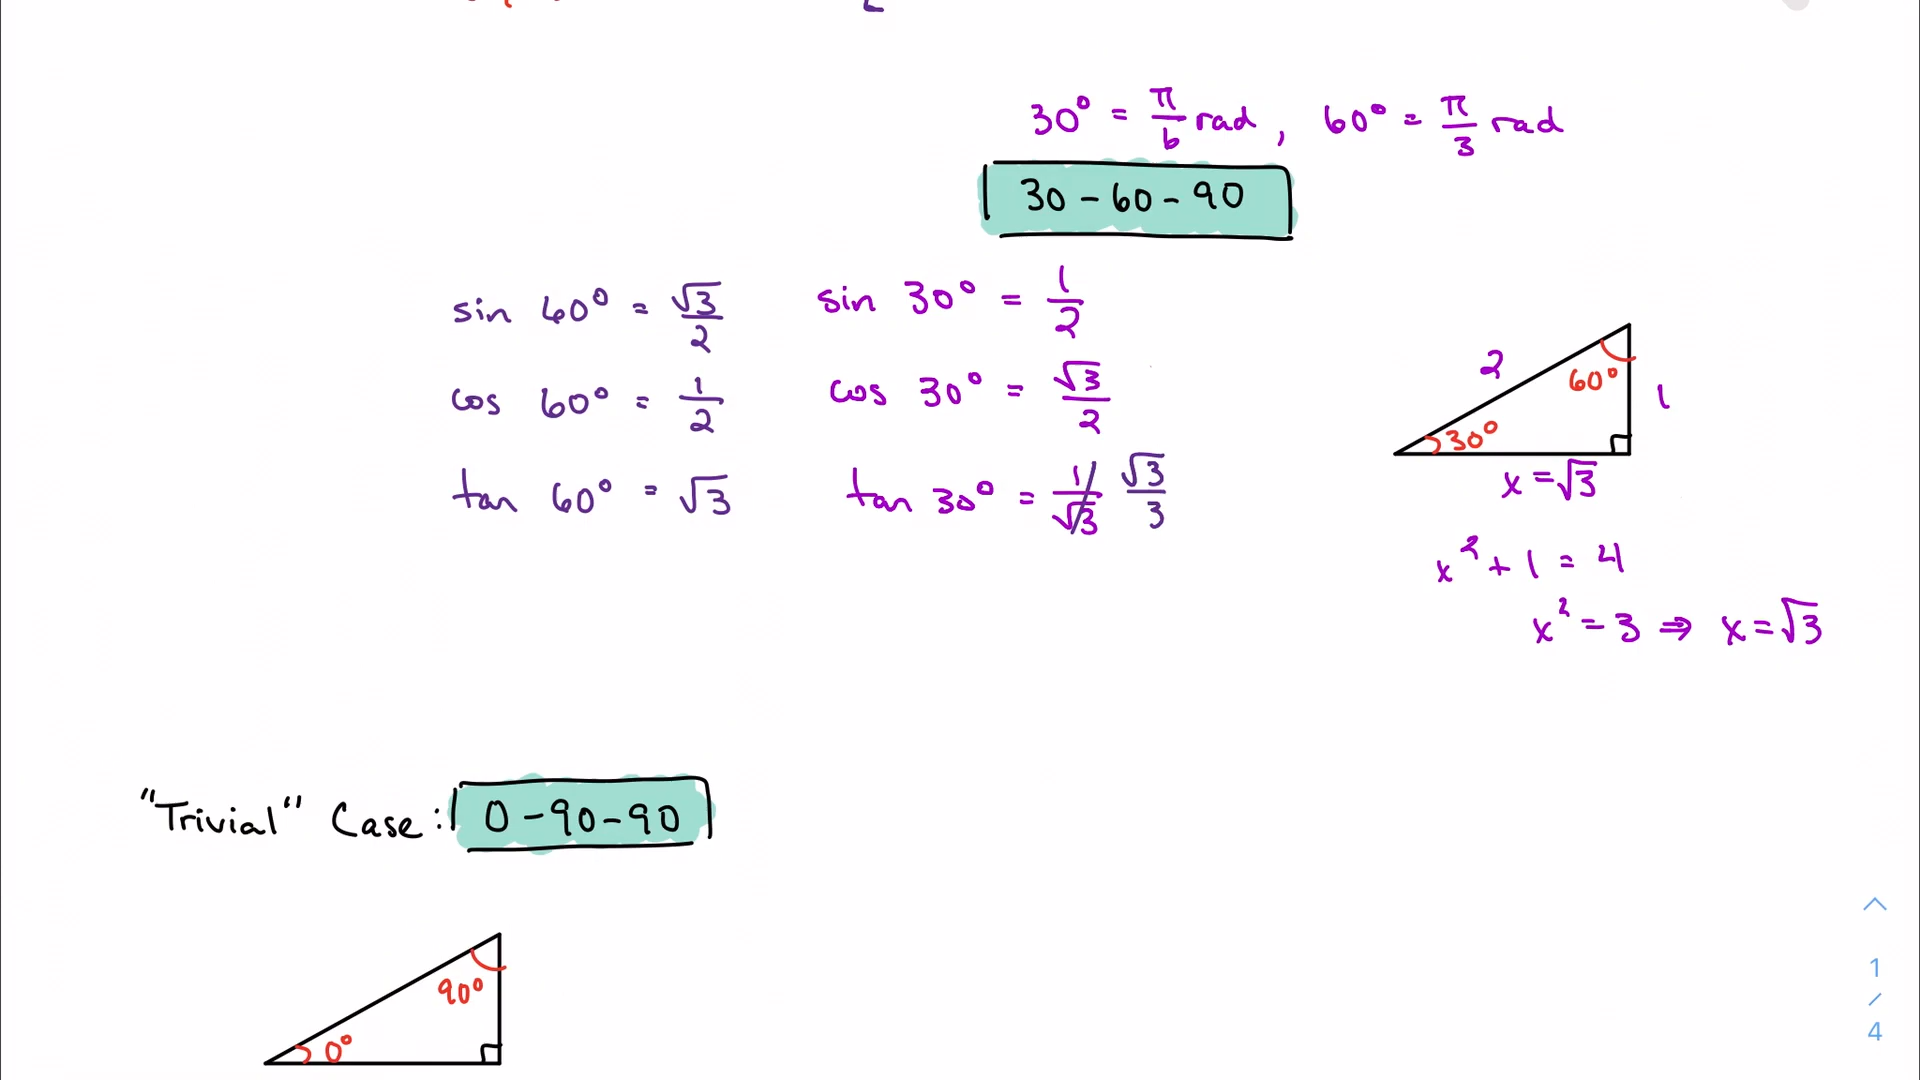 30° = π/6 rad, 60° = π/3 rad
30-60-90
sin 60° = √3/2
sin 30° = 1/2
cos 60° = 1/2
cos 30° = √3/2
tan 60° = √3
tan 30° = 1/√3 √3/3
2
60°
1
30°
x = √3
x² + 1 = 4
x² = 3 ⇒ x = √3
"Trivial" Case: 0-90-90
90°
0°
1
/
4